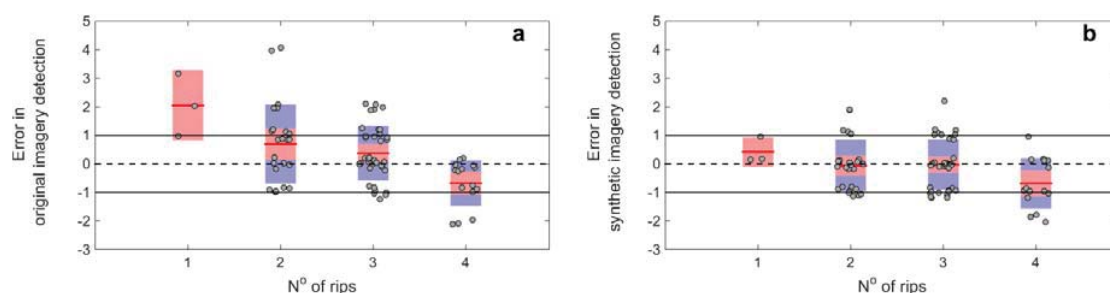 a
5
4
3
2
1
0
-1
-2
-3
Error in
original imagery detection
1 2 3 4
Nº of rips
b
5
4
3
2
1
0
-1
-2
-3
Error in
synthetic imagery detection
1 2 3 4
Nº of rips